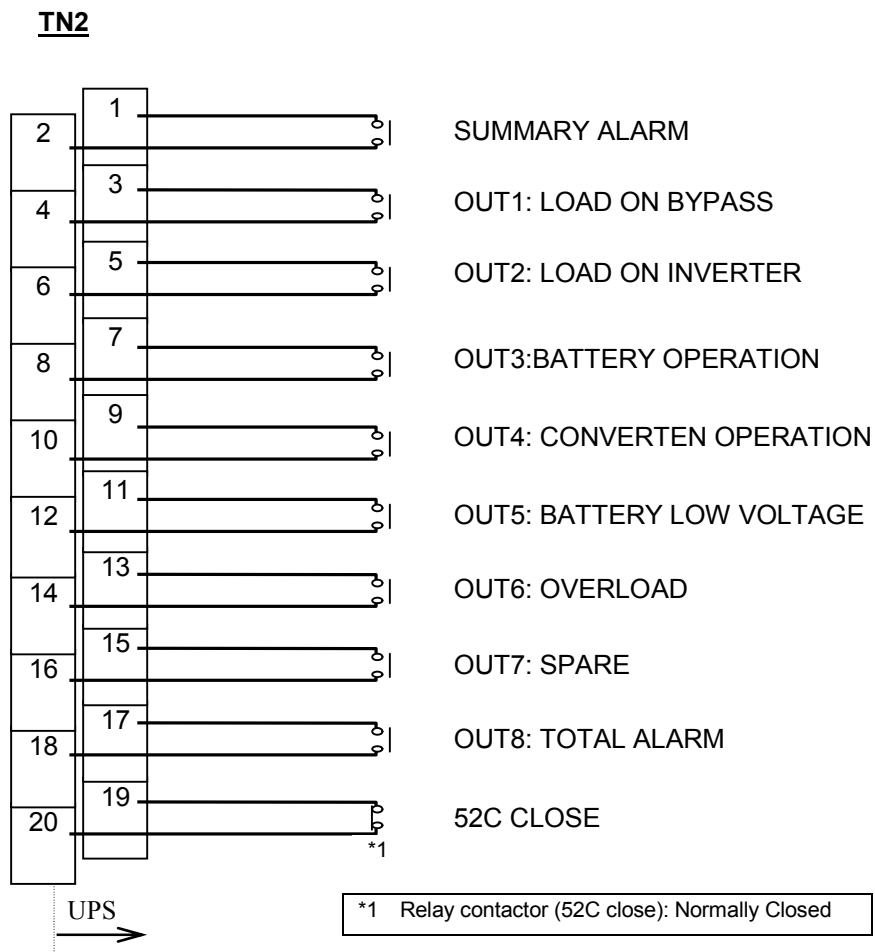 TN2
1
2
SUMMARY ALARM
3
4
OUT1: LOAD ON BYPASS
5
6
OUT2: LOAD ON INVERTER
7
8
OUT3:BATTERY OPERATION
9
10
OUT4: CONVERTEN OPERATION
11
12
OUT5: BATTERY LOW VOLTAGE
13
14
OUT6: OVERLOAD
15
16
OUT7: SPARE
17
18
OUT8: TOTAL ALARM
19
20
52C CLOSE
*1
UPS
*1 Relay contactor (52C close): Normally Closed